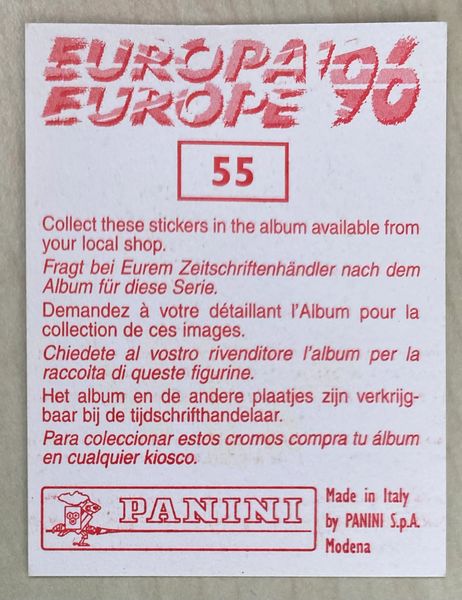 EUROPA '96
EUROPE
55
Collect these stickers in the album available from
your local shop.
Fragt bei Eurem Zeitschriftenhändler nach dem
Album für diese Serie.
Demandez à votre détaillant l'Album pour la
collection de ces images.
Chiedete al vostro rivenditore l'album per la
raccolta di queste figurine.
Het album en de andere plaatjes zijn verkrijg-
baar bij de tijdschrifthandelaar.
Para coleccionar estos cromos compra tu álbum
en cualquier kiosco.
PANINI
Made in Italy
by PANINI S.p.A.
Modena